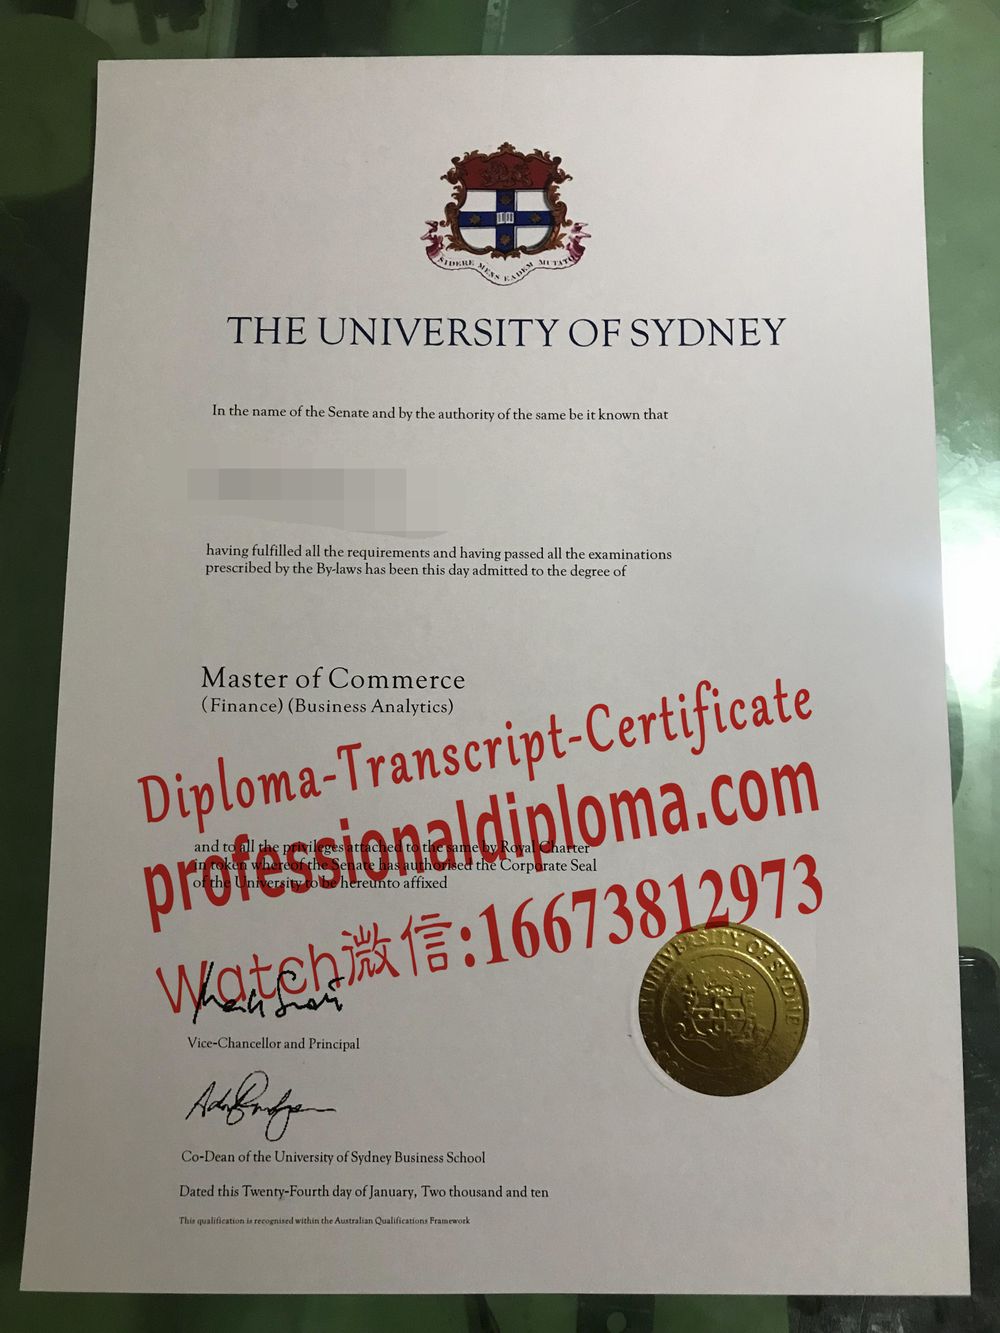 SIDERE MENS EADEM MUTATO
THE UNIVERSITY OF SYDNEY
In the name of the Senate and by the authority of the same be it known that
having fulfilled all the requirements and having passed all the examinations
prescribed by the By-laws has been this day admitted to the degree of
Master of Commerce
(Finance) (Business Analytics)
Diploma-Transcript-Certificate
professionaldiploma.com
and to all the privileges attached to the same by Royal Charter
in token whereof the Senate has authorised the Corporate Seal
of the University to be hereunto affixed
Watch微信:16673812973
THE UNIVERSITY OF SYDNEY
Vice-Chancellor and Principal
Co-Dean of the University of Sydney Business School
Dated this Twenty-Fourth day of January, Two thousand and ten
This qualification is recognised within the Australian Qualifications Framework